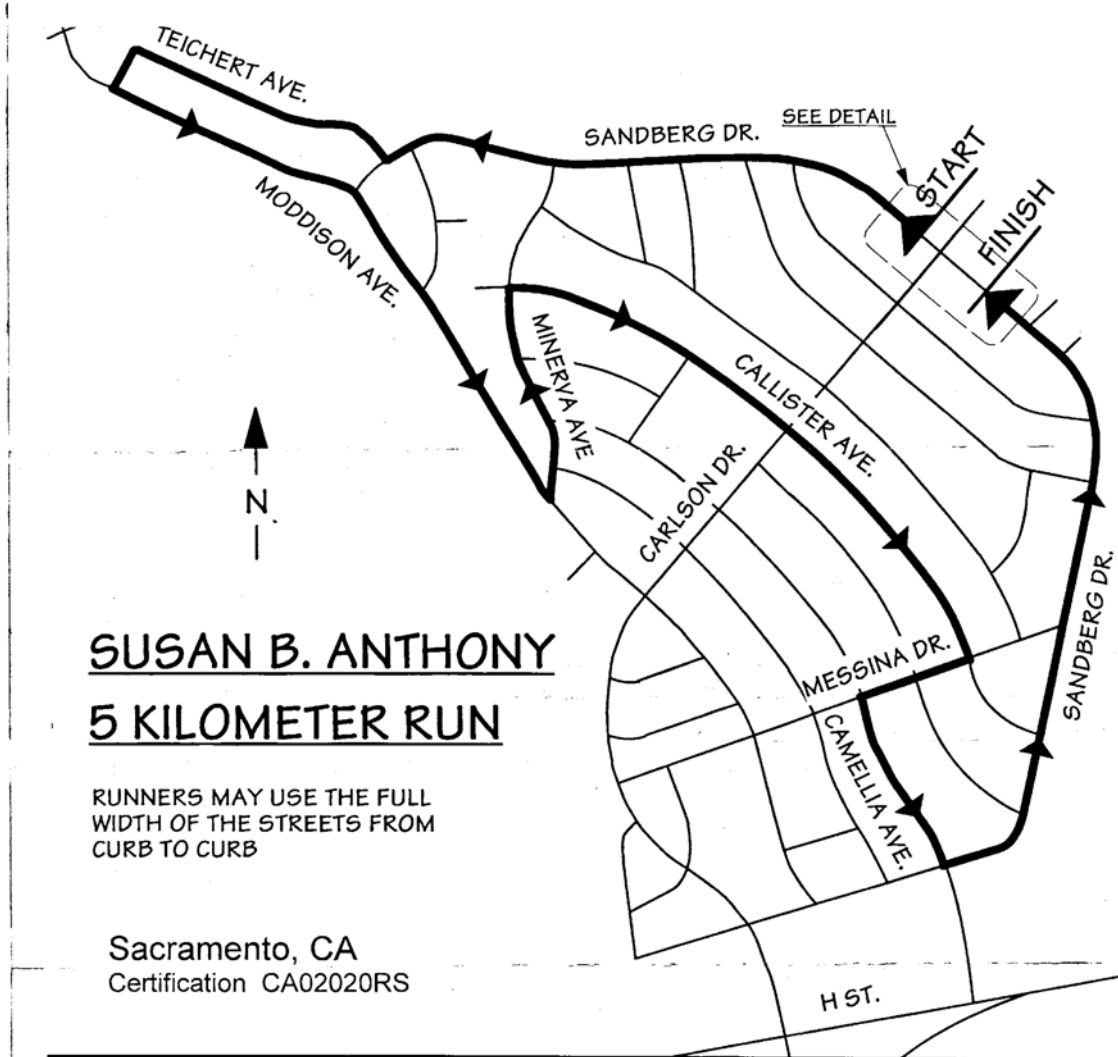 TEICHERT AVE.
SEE DETAIL
SANDBERG DR.
START
FINISH
MODDISON AVE.
MINERVA AVE
CALLISTER AVE.
CARLSON DR.
N
SUSAN B. ANTHONY
5 KILOMETER RUN
MESSINA DR.
SANDBERG DR.
CAMELLIA AVE.
RUNNERS MAY USE THE FULL
WIDTH OF THE STREETS FROM
CURB TO CURB
Sacramento, CA
Certification CA02020RS
H ST.